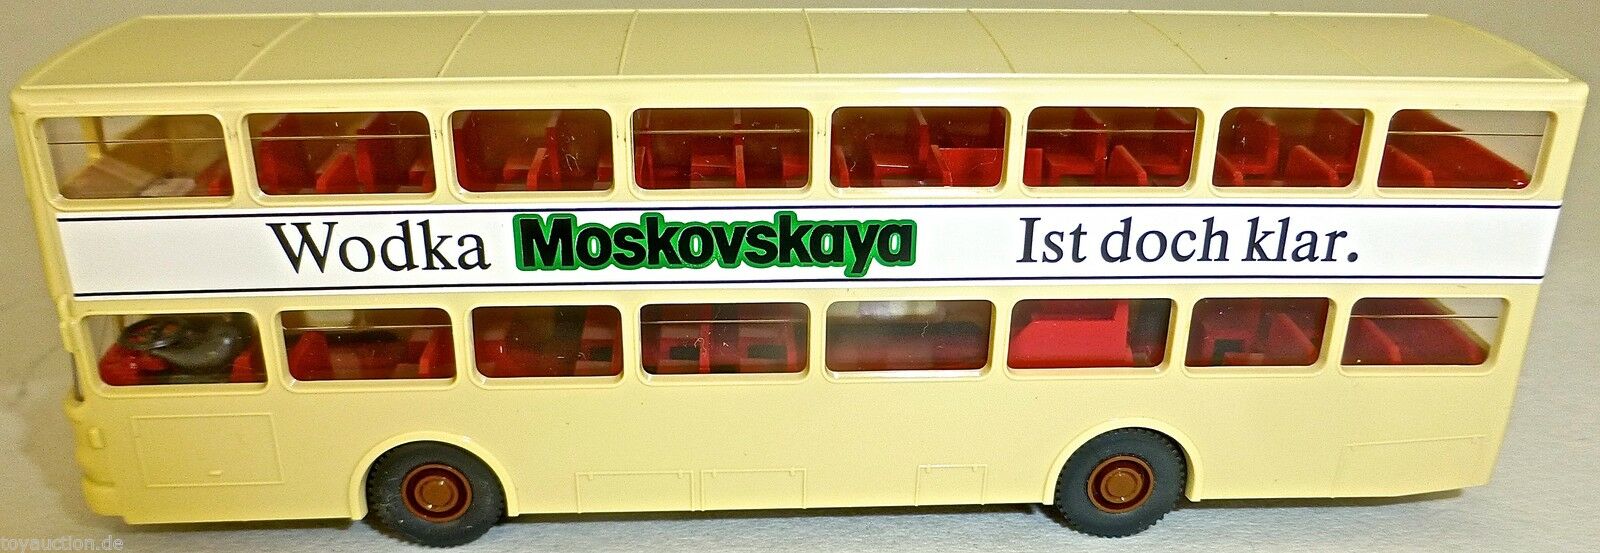 Wodka Moskovskaya Ist doch klar.
toyauction.de